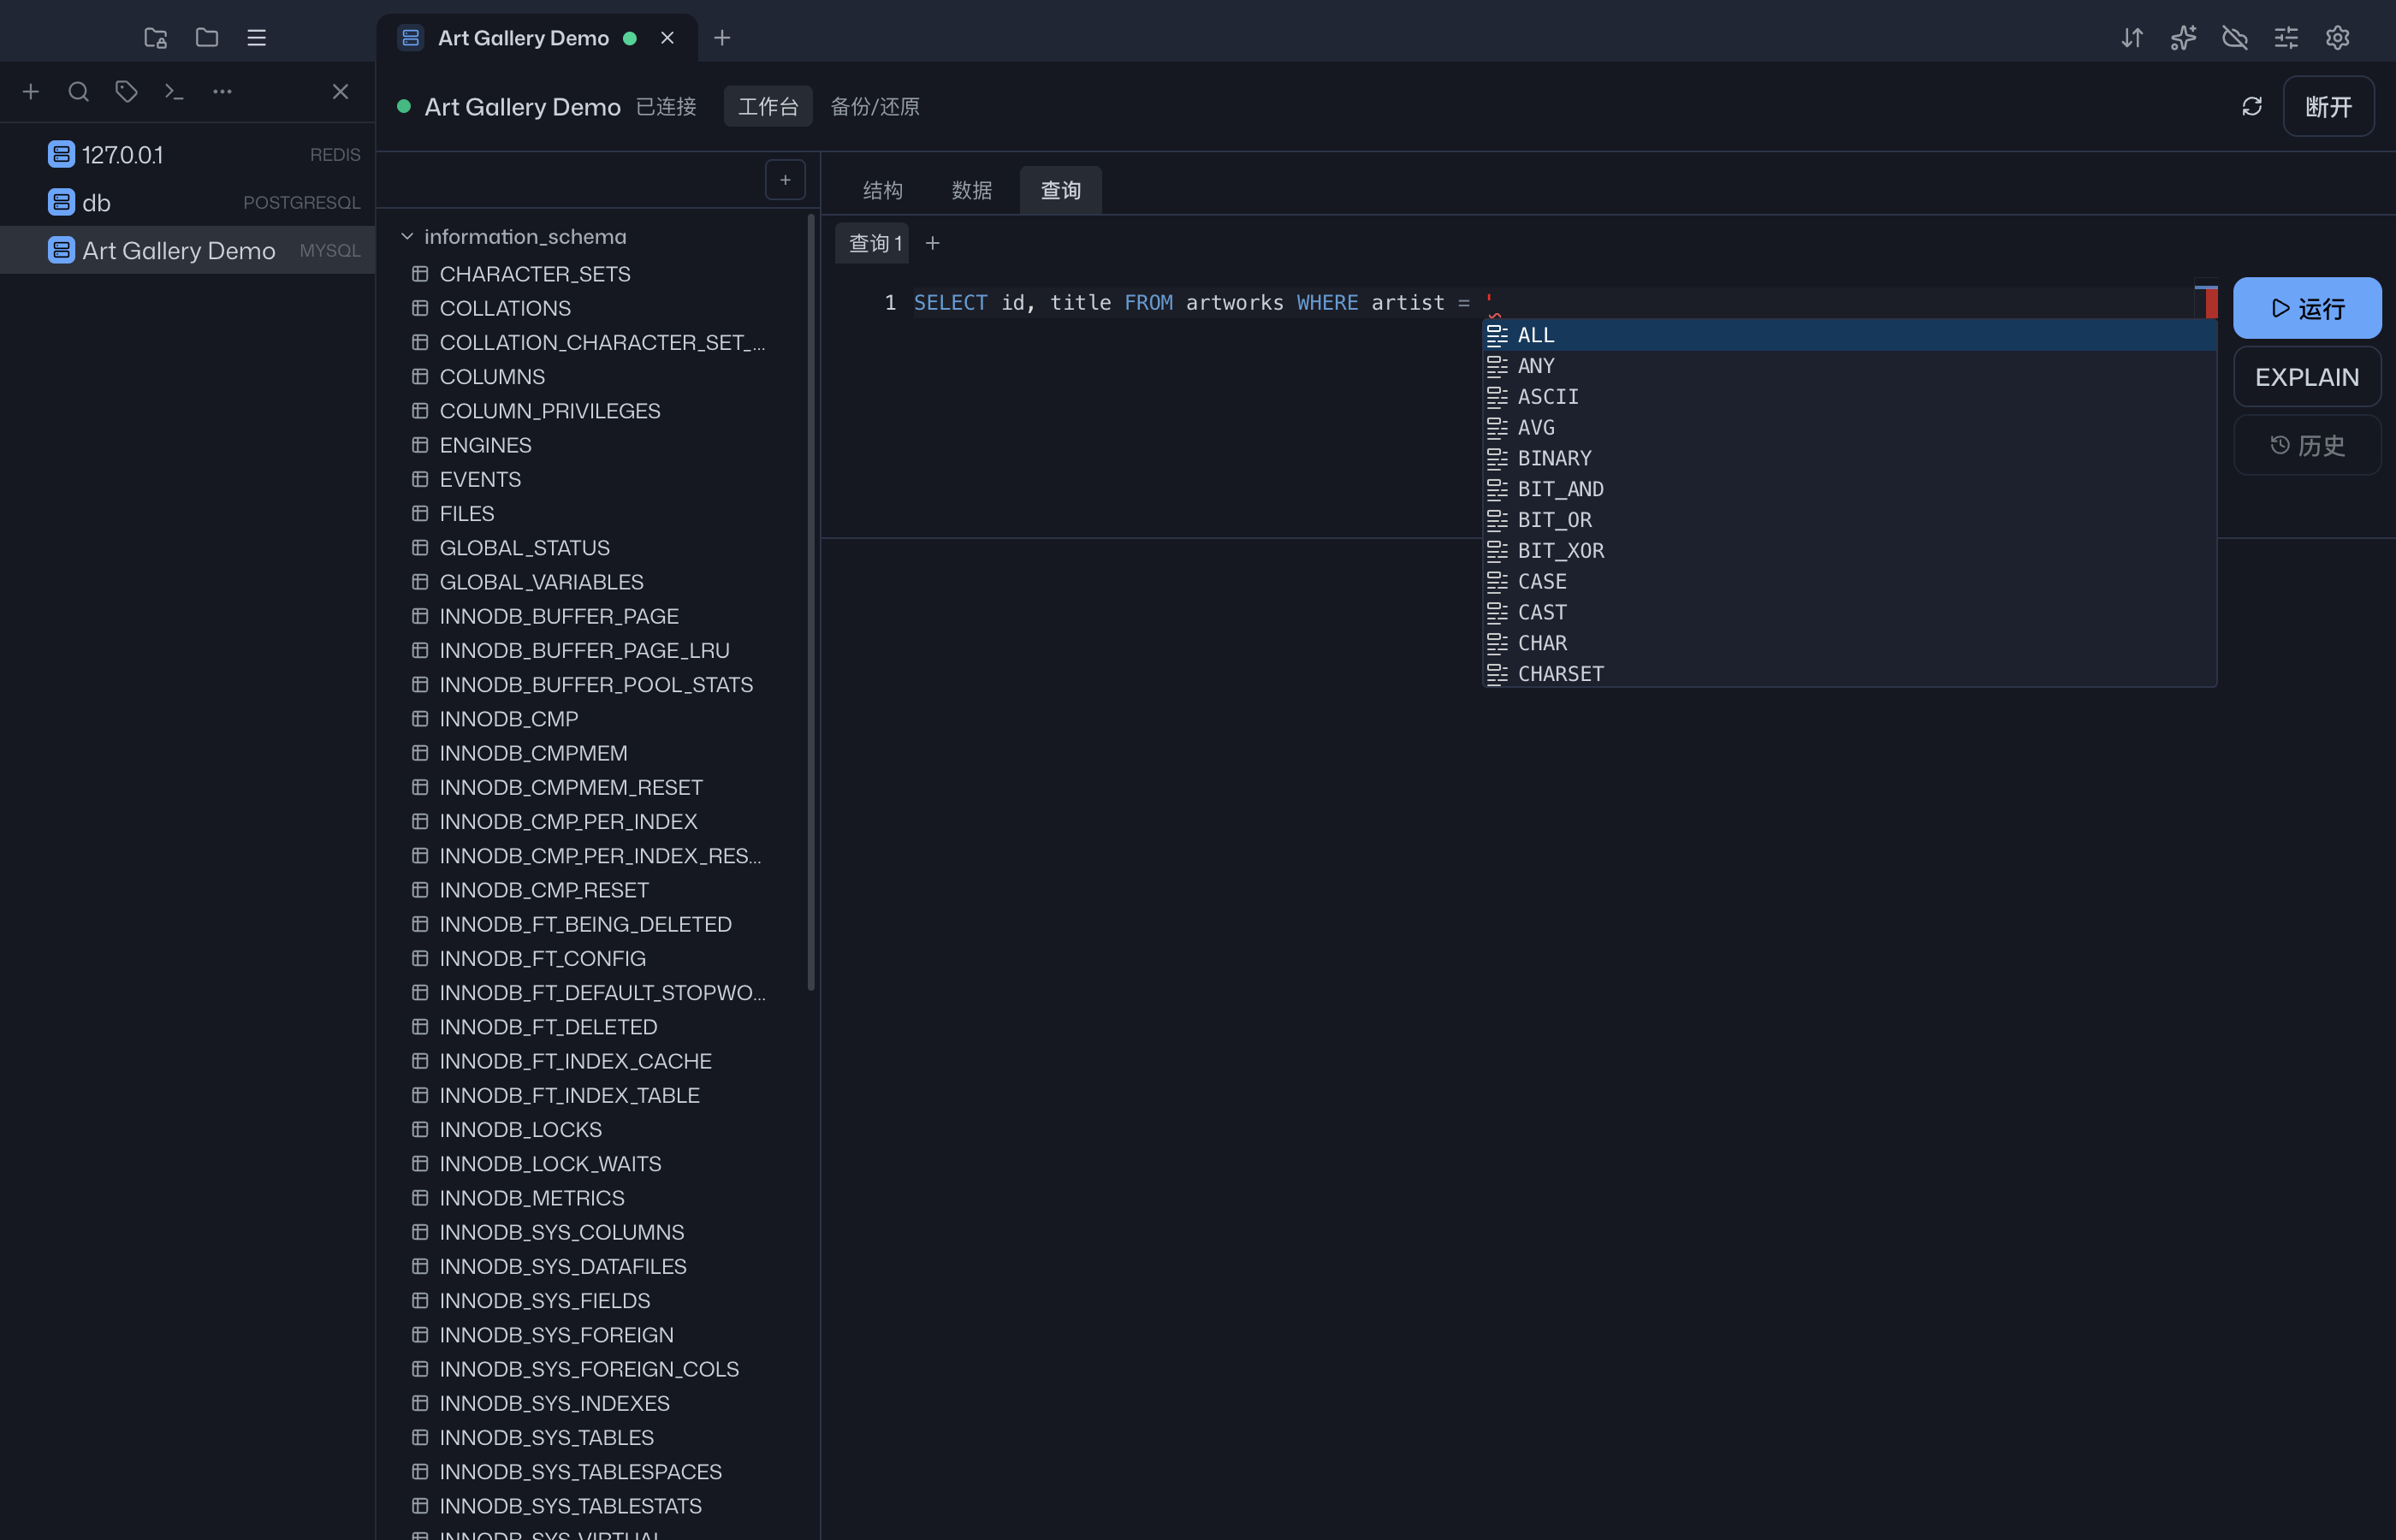 Art Gallery Demo
127.0.0.1 REDIS
db POSTGRESQL
Art Gallery Demo MYSQL
Art Gallery Demo 已连接 工作台 备份/还原 断开
information_schema
CHARACTER_SETS
COLLATIONS
COLLATION_CHARACTER_SET_...
COLUMNS
COLUMN_PRIVILEGES
ENGINES
EVENTS
FILES
GLOBAL_STATUS
GLOBAL_VARIABLES
INNODB_BUFFER_PAGE
INNODB_BUFFER_PAGE_LRU
INNODB_BUFFER_POOL_STATS
INNODB_CMP
INNODB_CMPMEM
INNODB_CMPMEM_RESET
INNODB_CMP_PER_INDEX
INNODB_CMP_PER_INDEX_RES...
INNODB_CMP_RESET
INNODB_FT_BEING_DELETED
INNODB_FT_CONFIG
INNODB_FT_DEFAULT_STOPWO...
INNODB_FT_DELETED
INNODB_FT_INDEX_CACHE
INNODB_FT_INDEX_TABLE
INNODB_LOCKS
INNODB_LOCK_WAITS
INNODB_METRICS
INNODB_SYS_COLUMNS
INNODB_SYS_DATAFILES
INNODB_SYS_FIELDS
INNODB_SYS_FOREIGN
INNODB_SYS_FOREIGN_COLS
INNODB_SYS_INDEXES
INNODB_SYS_TABLES
INNODB_SYS_TABLESPACES
INNODB_SYS_TABLESTATS
INNODB_SYS_VIRTUAL
结构 数据 查询
查询 1
1 SELECT id, title FROM artworks WHERE artist = '
ALL
ANY
ASCII
AVG
BINARY
BIT_AND
BIT_OR
BIT_XOR
CASE
CAST
CHAR
CHARSET
运行
EXPLAIN
历史